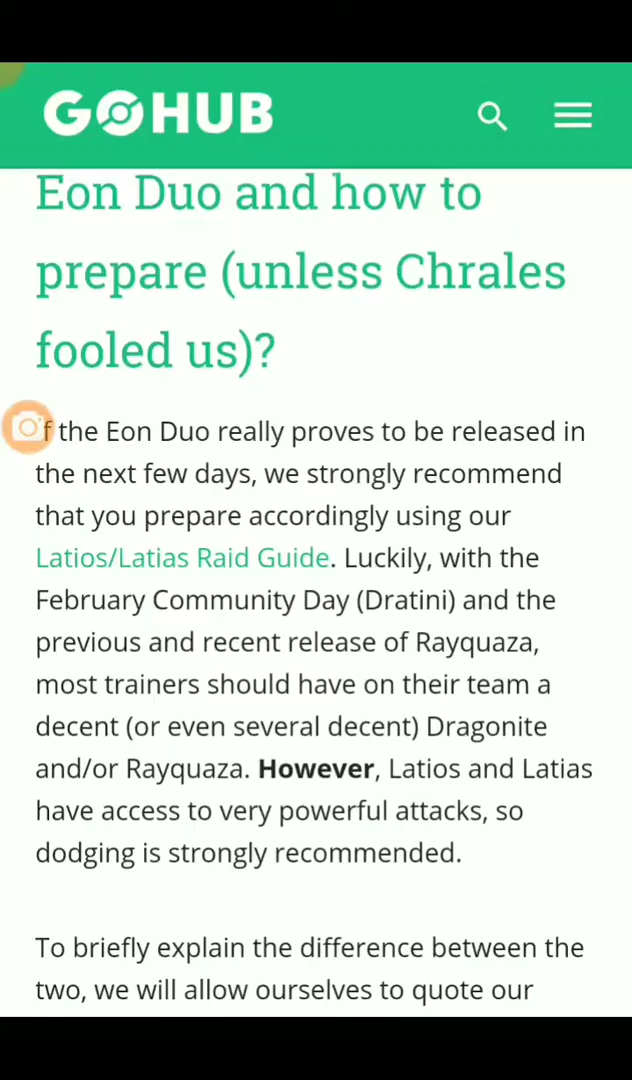 GOHUB
Eon Duo and how to
prepare (unless Chrales
fooled us)?
f the Eon Duo really proves to be released in
the next few days, we strongly recommend
that you prepare accordingly using our
Latios/Latias Raid Guide. Luckily, with the
February Community Day (Dratini) and the
previous and recent release of Rayquaza,
most trainers should have on their team a
decent (or even several decent) Dragonite
and/or Rayquaza. However, Latios and Latias
have access to very powerful attacks, so
dodging is strongly recommended.
To briefly explain the difference between the
two, we will allow ourselves to quote our